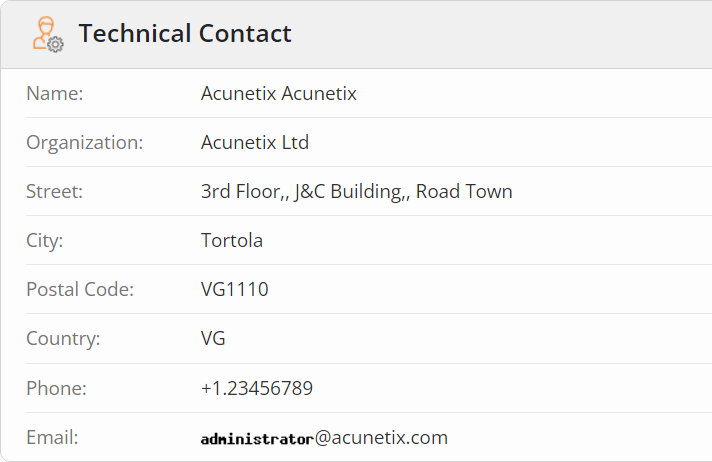 Technical Contact
Name: Acunetix Acunetix
Organization: Acunetix Ltd
Street: 3rd Floor,, J&C Building,, Road Town
City: Tortola
Postal Code: VG1110
Country: VG
Phone: +1.23456789
Email: administrator@acunetix.com